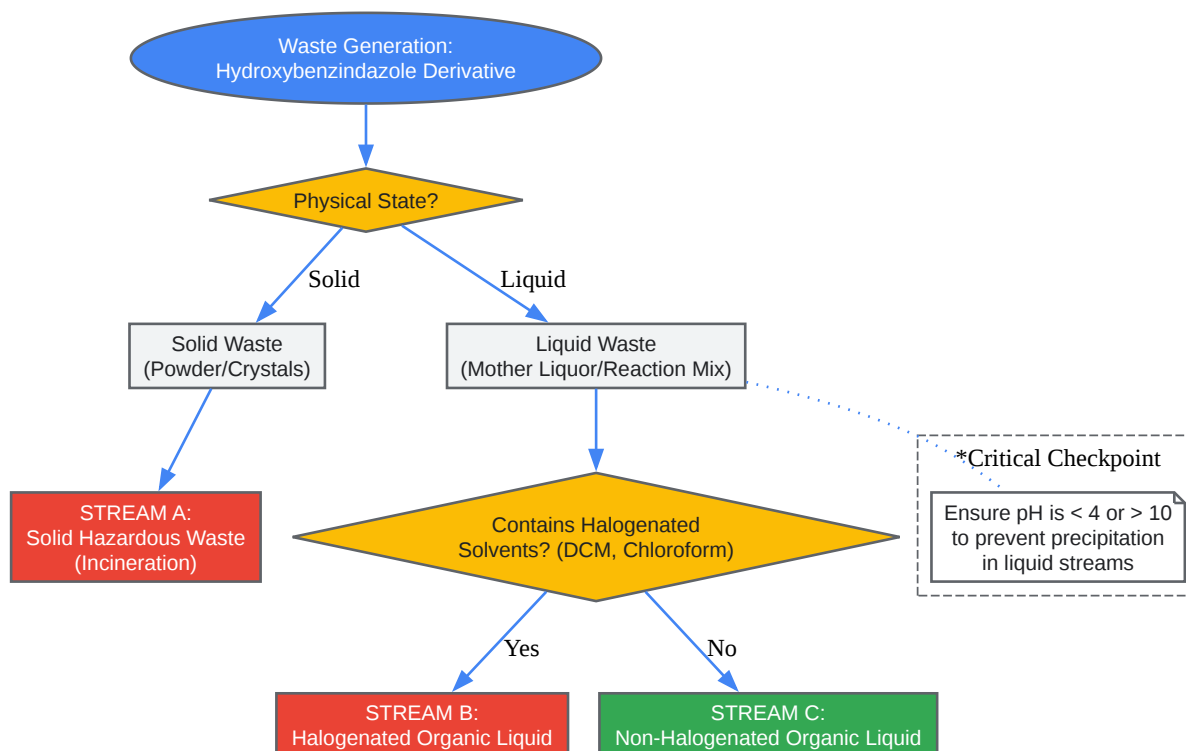 Waste Generation:
Hydroxybenzindazole Derivative
Physical State?
Solid
Liquid
Solid Waste
(Powder/Crystals)
Liquid Waste
(Mother Liquor/Reaction Mix)
*Critical Checkpoint
Ensure pH is < 4 or > 10
to prevent precipitation
in liquid streams
STREAM A:
Solid Hazardous Waste
(Incineration)
Contains Halogenated
Solvents? (DCM, Chloroform)
Yes
No
STREAM B:
Halogenated Organic Liquid
STREAM C:
Non-Halogenated Organic Liquid